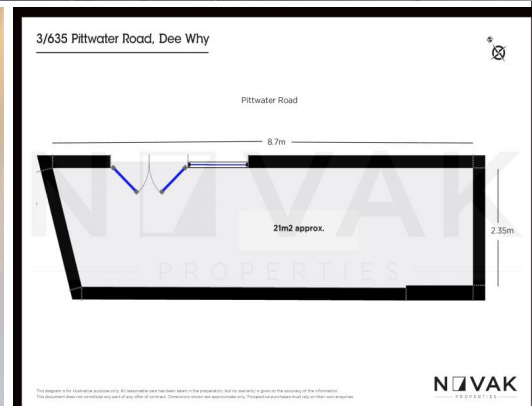 3/635 Pittwater Road, Dee Why
Pittwater Road
8.7m
NOVAK
21m2 approx.
2.35m
PROPERTIES
This diagram is for illustrative purpose only. All reasonable care has been taken in the preparation, but no warranty is given to the accuracy of the information.
This document does not constitute any part of any offer of contract. Dimensions shown are approximate only. Prospective purchasers must rely on their own enquiries.
NOVAK
PROPERTIES